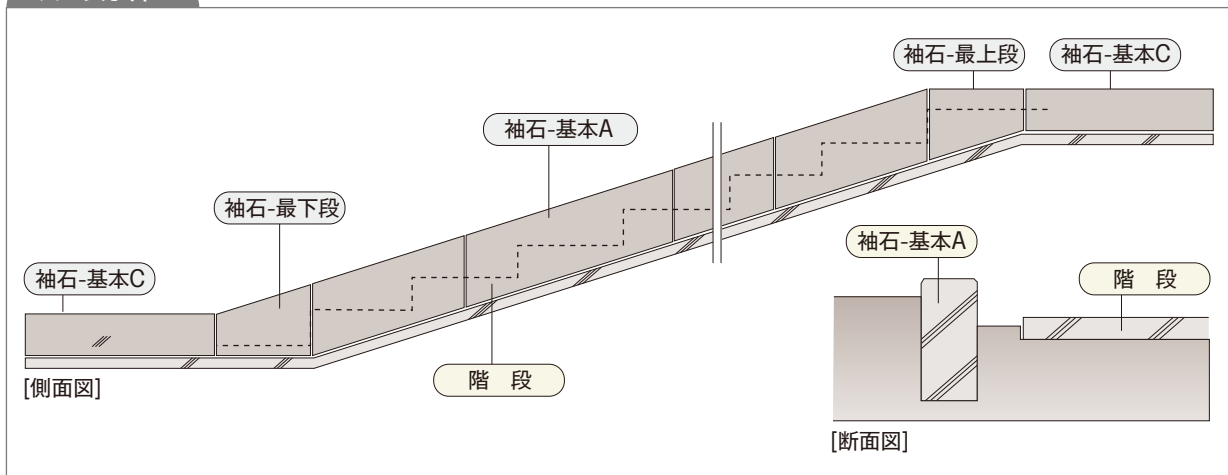 袖石-最上段
袖石-基本C
袖石-基本A
袖石-最下段
袖石-基本C
階　段
[側面図]
袖石-基本A
階　段
[断面図]